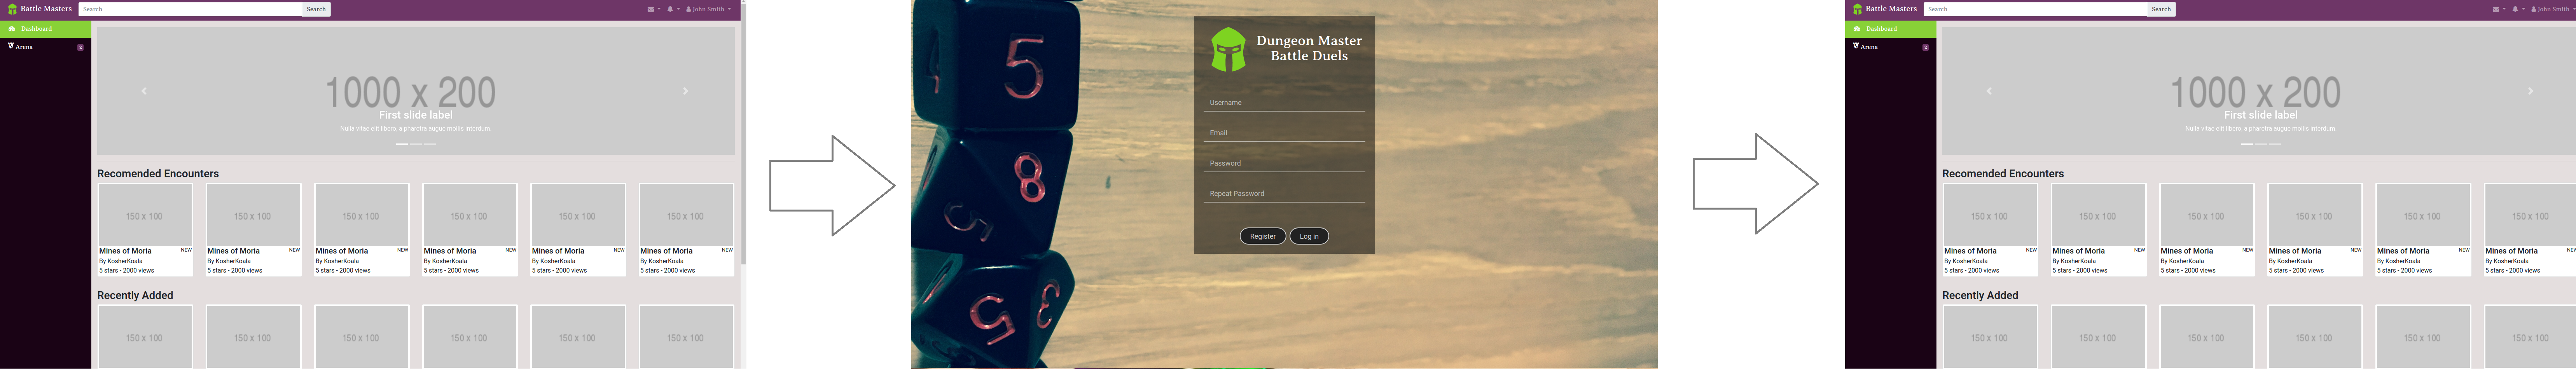 Battle Masters
Search
Search
John Smith
Dashboard
Arena
2
1000 x 200
First slide label
Nulla vitae elit libero, a pharetra augue mollis interdum.
Recomended Encounters
150 x 100 150 x 100 150 x 100 150 x 100 150 x 100 150 x 100
Mines of Moria NEW Mines of Moria NEW Mines of Moria NEW Mines of Moria NEW Mines of Moria NEW Mines of Moria NEW
By KosherKoala By KosherKoala By KosherKoala By KosherKoala By KosherKoala By KosherKoala
5 stars - 2000 views 5 stars - 2000 views 5 stars - 2000 views 5 stars - 2000 views 5 stars - 2000 views 5 stars - 2000 views
Recently Added
150 x 100 150 x 100 150 x 100 150 x 100 150 x 100 150 x 100
5
8
5
3
Dungeon Master
Battle Duels
Username
Email
Password
Repeat Password
Register Log in
Battle Masters
Search
Search
John Smith
Dashboard
Arena
2
1000 x 200
First slide label
Nulla vitae elit libero, a pharetra augue mollis interdum.
Recomended Encounters
150 x 100 150 x 100 150 x 100 150 x 100 150 x 100 150 x 100
Mines of Moria NEW Mines of Moria NEW Mines of Moria NEW Mines of Moria NEW Mines of Moria NEW Mines of Moria NEW
By KosherKoala By KosherKoala By KosherKoala By KosherKoala By KosherKoala By KosherKoala
5 stars - 2000 views 5 stars - 2000 views 5 stars - 2000 views 5 stars - 2000 views 5 stars - 2000 views 5 stars - 2000 views
Recently Added
150 x 100 150 x 100 150 x 100 150 x 100 150 x 100 150 x 100